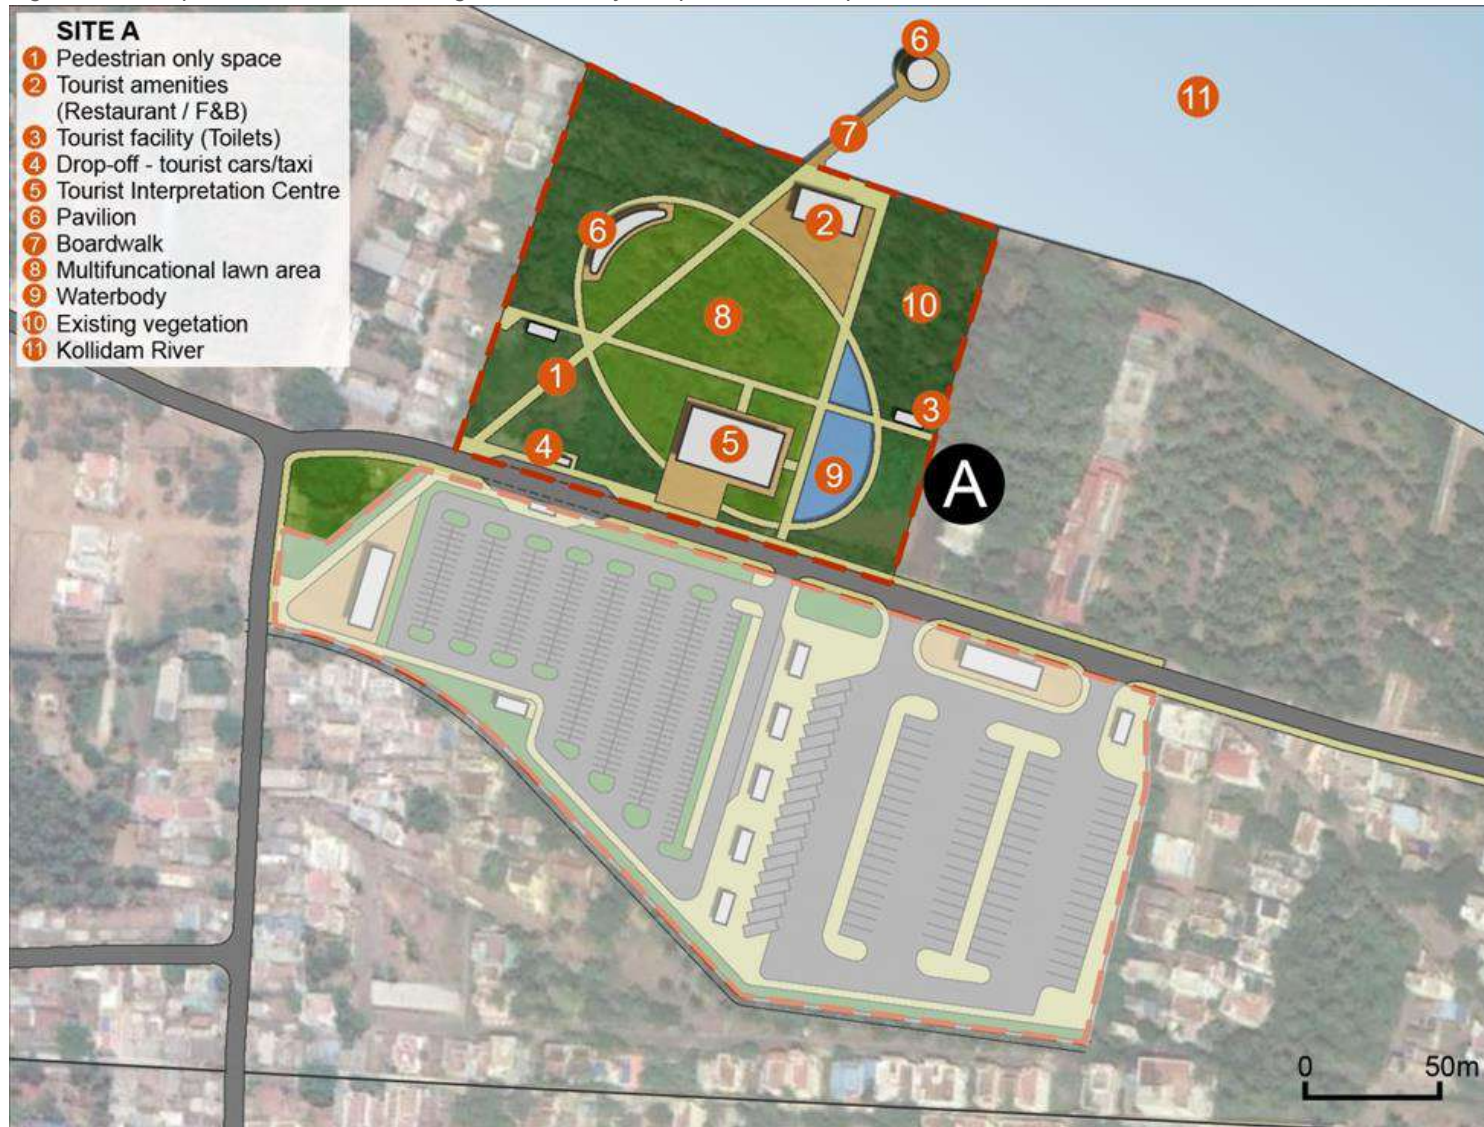 SITE A
1 Pedestrian only space
2 Tourist amenities
(Restaurant / F&B)
3 Tourist facility (Toilets)
4 Drop-off - tourist cars/taxi
5 Tourist Interpretation Centre
6 Pavilion
7 Boardwalk
8 Multifuncational lawn area
9 Waterbody
10 Existing vegetation
11 Kollidam River
6
11
7
2
6
10
8
1
3
4
5
9
A
0 50m